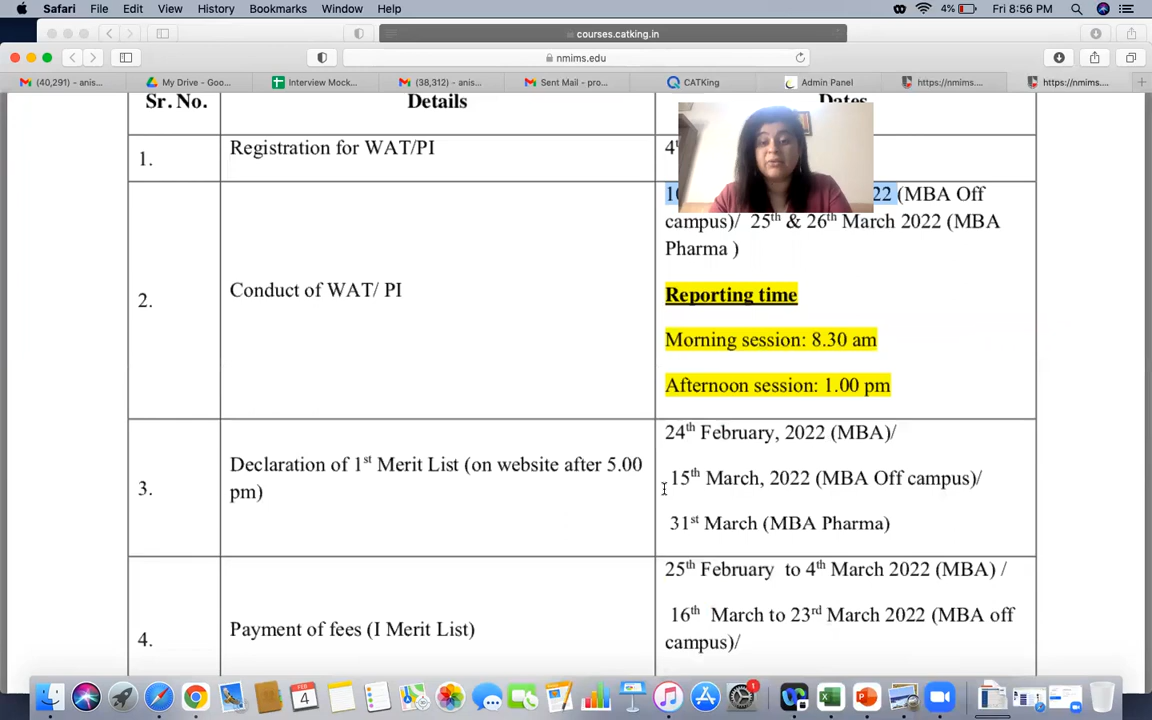 Safari File Edit View History Bookmarks Window Help 4% Fri 8:56 PM
courses.catking.in
nmims.edu
(40,291) - anis... My Drive - Goo... Interview Mock... (38,312) - anis... Sent Mail - pro... CATKing Admin Panel https://nmims.... https://nmims....
Sr. No. Details Dates
1. Registration for WAT/PI
2. Conduct of WAT/ PI
22 (MBA Off
campus)/ 25th & 26th March 2022 (MBA
Pharma )
Reporting time
Morning session: 8.30 am
Afternoon session: 1.00 pm
3. Declaration of 1st Merit List (on website after 5.00
pm)
24th February, 2022 (MBA)/
15th March, 2022 (MBA Off campus)/
31st March (MBA Pharma)
4. Payment of fees (I Merit List)
25th February to 4th March 2022 (MBA) /
16th March to 23rd March 2022 (MBA off
campus)/
FEB
4
1